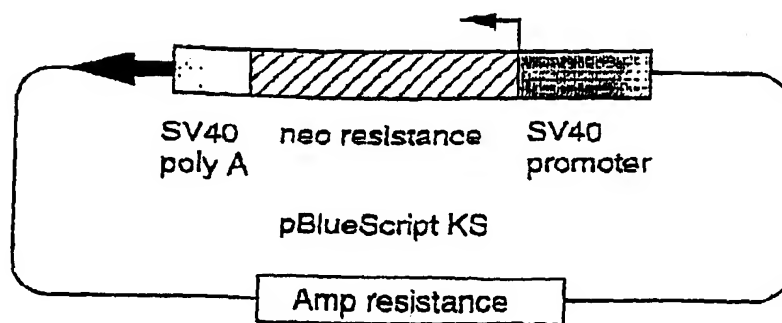 SV40
poly A
neo resistance
SV40
promoter
pBlueScript KS
Amp resistance